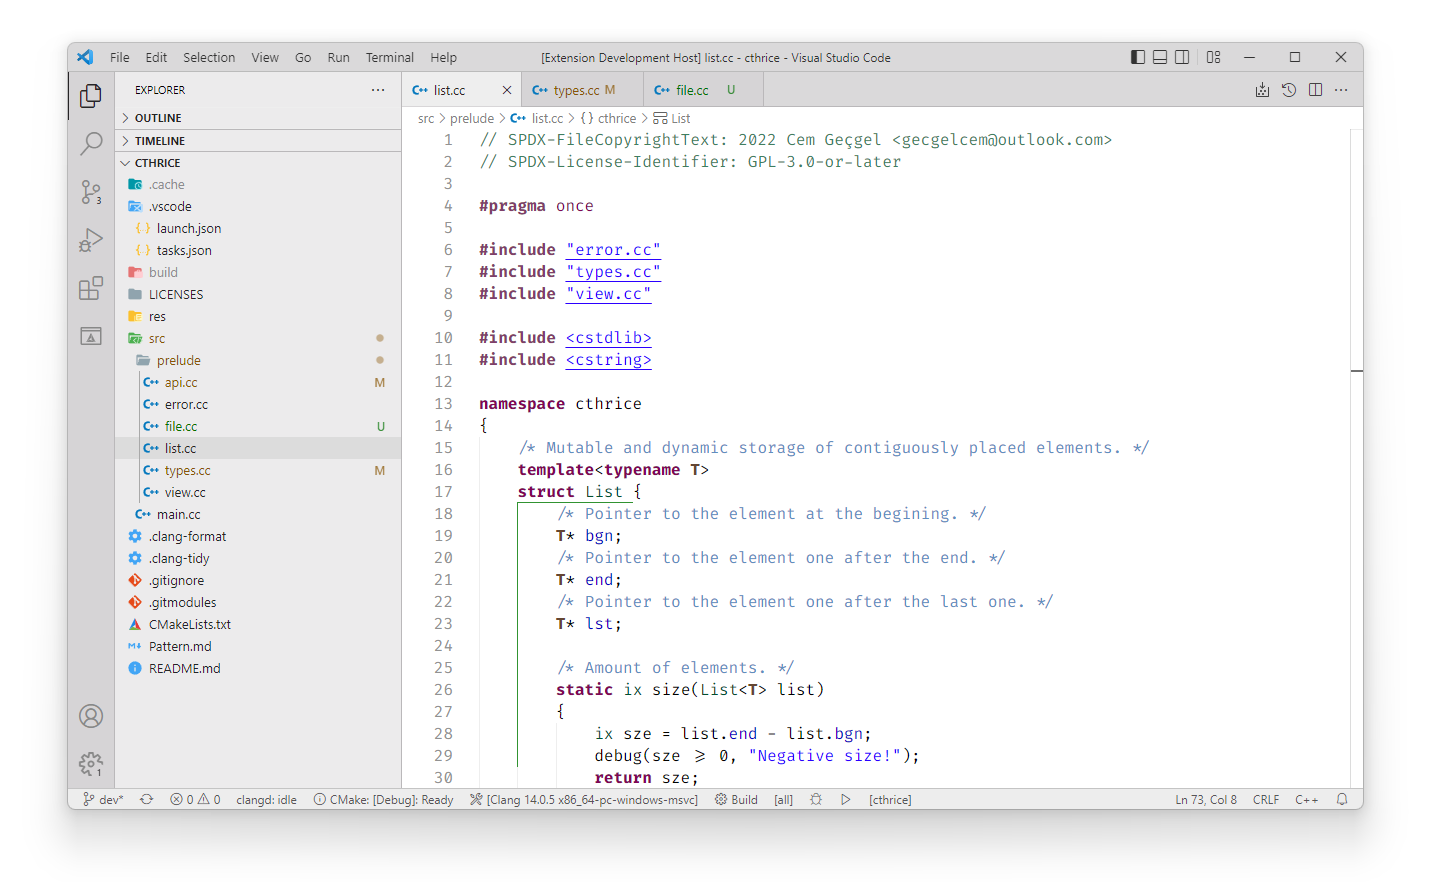 File Edit Selection View Go Run Terminal Help [Extension Development Host] list.cc - cthrice - Visual Studio Code
EXPLORER
OUTLINE
TIMELINE
CTHRICE
.cache
.vscode
{..} launch.json
{..} tasks.json
build
LICENSES
res
src
prelude
C++ api.cc M
C++ error.cc
C++ file.cc U
C++ list.cc
C++ types.cc M
C++ view.cc
C++ main.cc
.clang-format
.clang-tidy
.gitignore
.gitmodules
CMakeLists.txt
Pattern.md
README.md
3
1
C++ list.cc C++ types.cc M C++ file.cc U
src > prelude > C++ list.cc > {} cthrice > List
1 // SPDX-FileCopyrightText: 2022 Cem Geçgel <gecgelcem@outlook.com>
2 // SPDX-License-Identifier: GPL-3.0-or-later
3
4 #pragma once
5
6 #include "error.cc"
7 #include "types.cc"
8 #include "view.cc"
9
10 #include <cstdlib>
11 #include <cstring>
12
13 namespace cthrice
14 {
15 /* Mutable and dynamic storage of contiguously placed elements. */
16 template<typename T>
17 struct List {
18 /* Pointer to the element at the begining. */
19 T* bgn;
20 /* Pointer to the element one after the end. */
21 T* end;
22 /* Pointer to the element one after the last one. */
23 T* lst;
24
25 /* Amount of elements. */
26 static ix size(List<T> list)
27 {
28 ix sze = list.end - list.bgn;
29 debug(sze ⩾ 0, "Negative size!");
30 return sze;
dev* 0 0 clangd: idle CMake: [Debug]: Ready [Clang 14.0.5 x86_64-pc-windows-msvc] Build [all] [cthrice] Ln 73, Col 8 CRLF C++